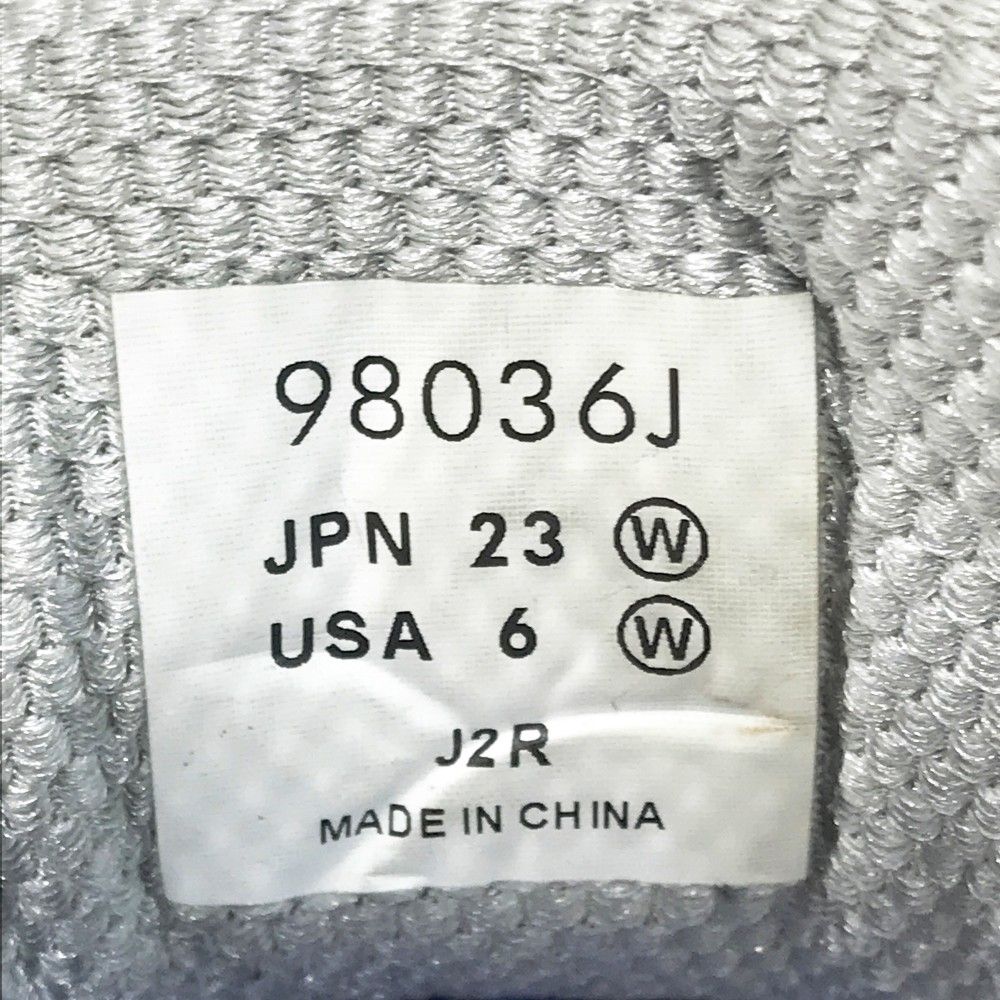 98036J
JPN 23 Ⓦ
USA 6 Ⓦ
J2R
MADE IN CHINA